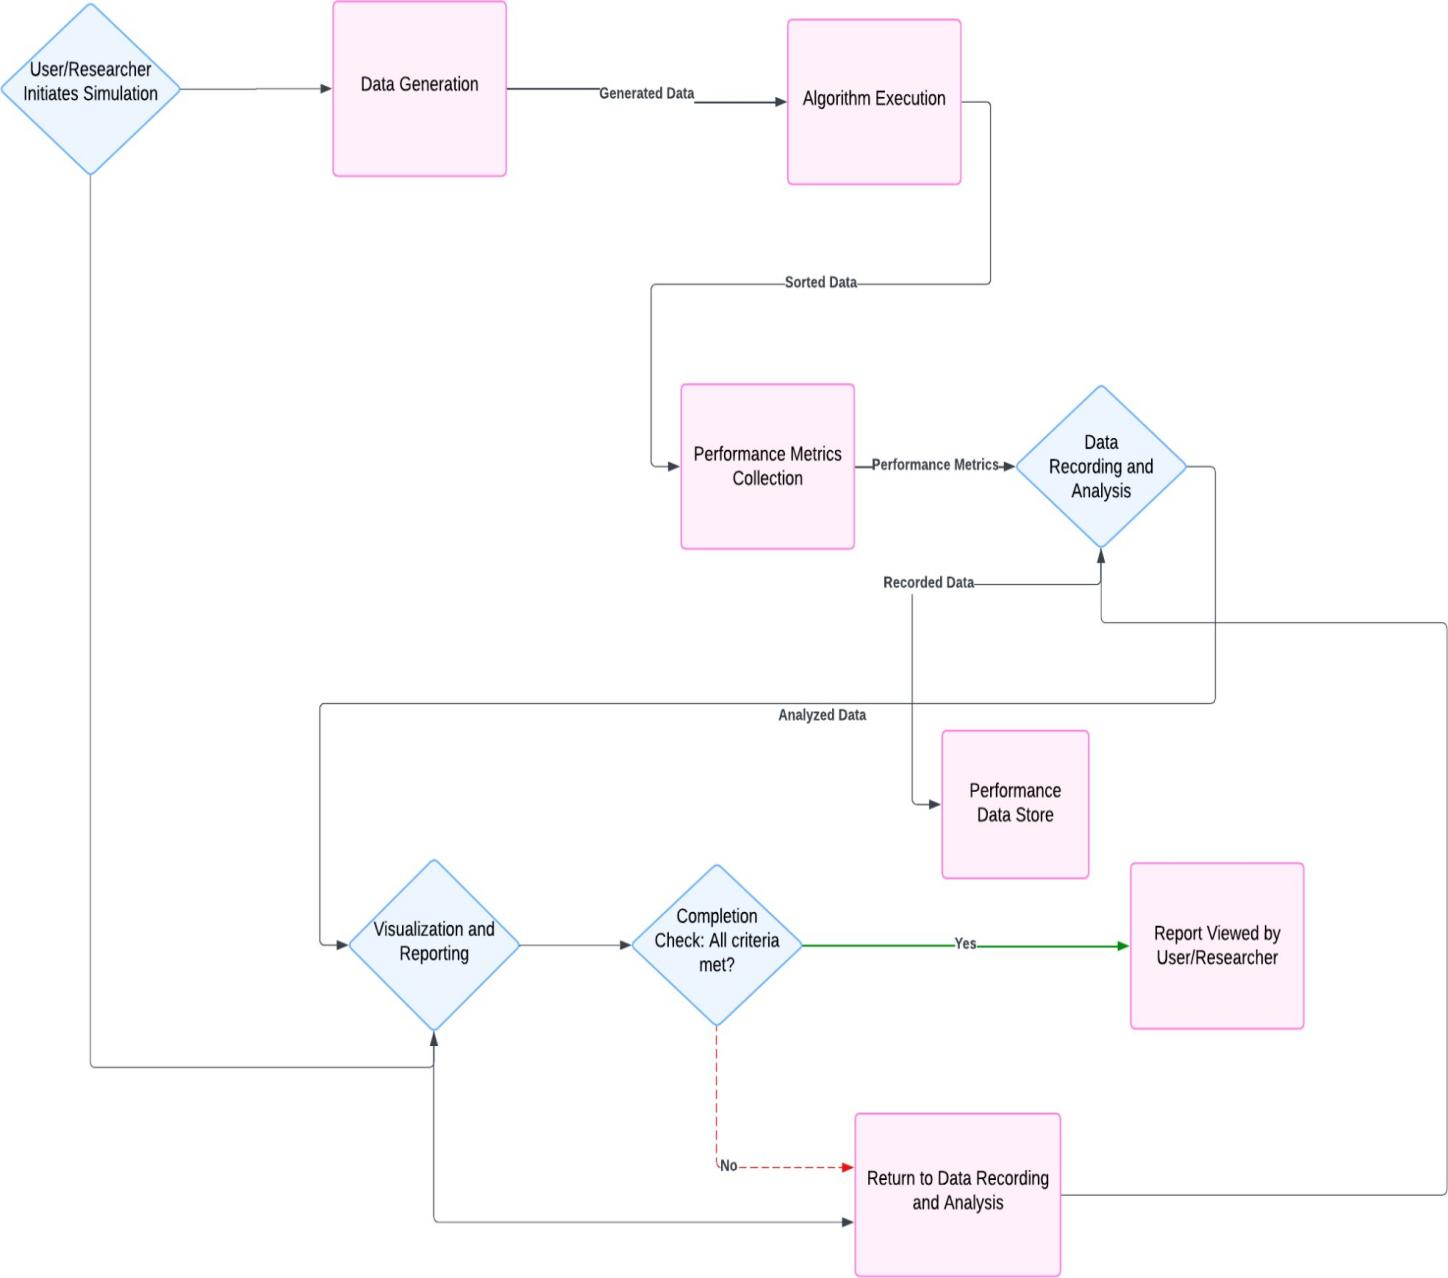 User/Researcher
Initiates Simulation
Data Generation
Generated Data
Algorithm Execution
Sorted Data
Performance Metrics
Collection
Performance Metrics
Data
Recording and
Analysis
Recorded Data
Analyzed Data
Performance
Data Store
Visualization and
Reporting
Completion
Check: All criteria
met?
Yes
Report Viewed by
User/Researcher
No
Return to Data Recording
and Analysis